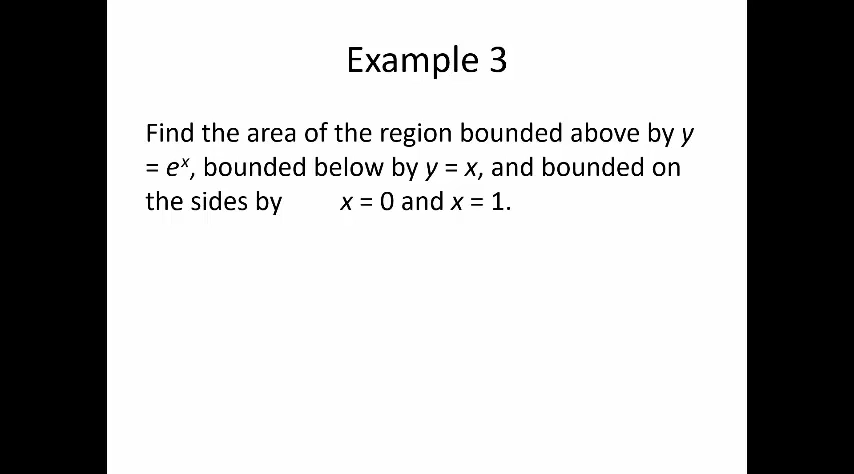 Example 3
Find the area of the region bounded above by y
= eˣ, bounded below by y = x, and bounded on
the sides by x = 0 and x = 1.